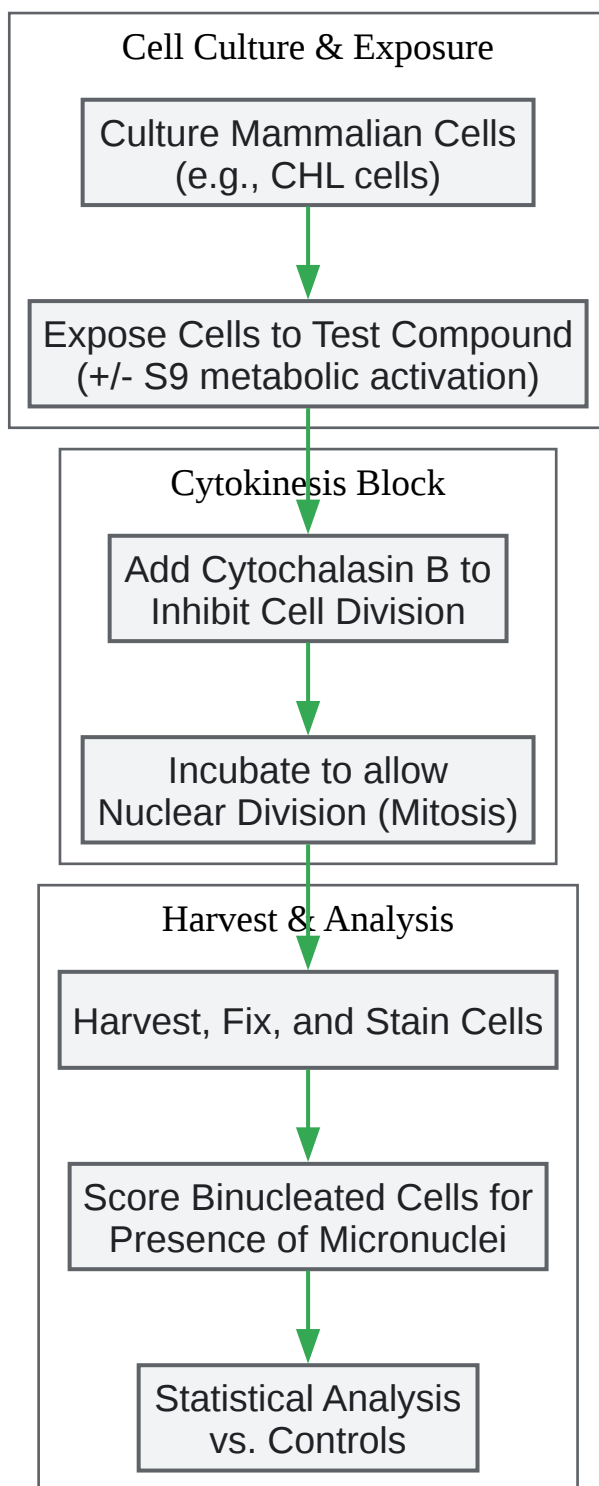 Cell Culture & Exposure
Culture Mammalian Cells
(e.g., CHL cells)
Expose Cells to Test Compound
(+/- S9 metabolic activation)
Cytokinesis Block
Add Cytochalasin B to
Inhibit Cell Division
Incubate to allow
Nuclear Division (Mitosis)
Harvest & Analysis
Harvest, Fix, and Stain Cells
Score Binucleated Cells for
Presence of Micronuclei
Statistical Analysis
vs. Controls